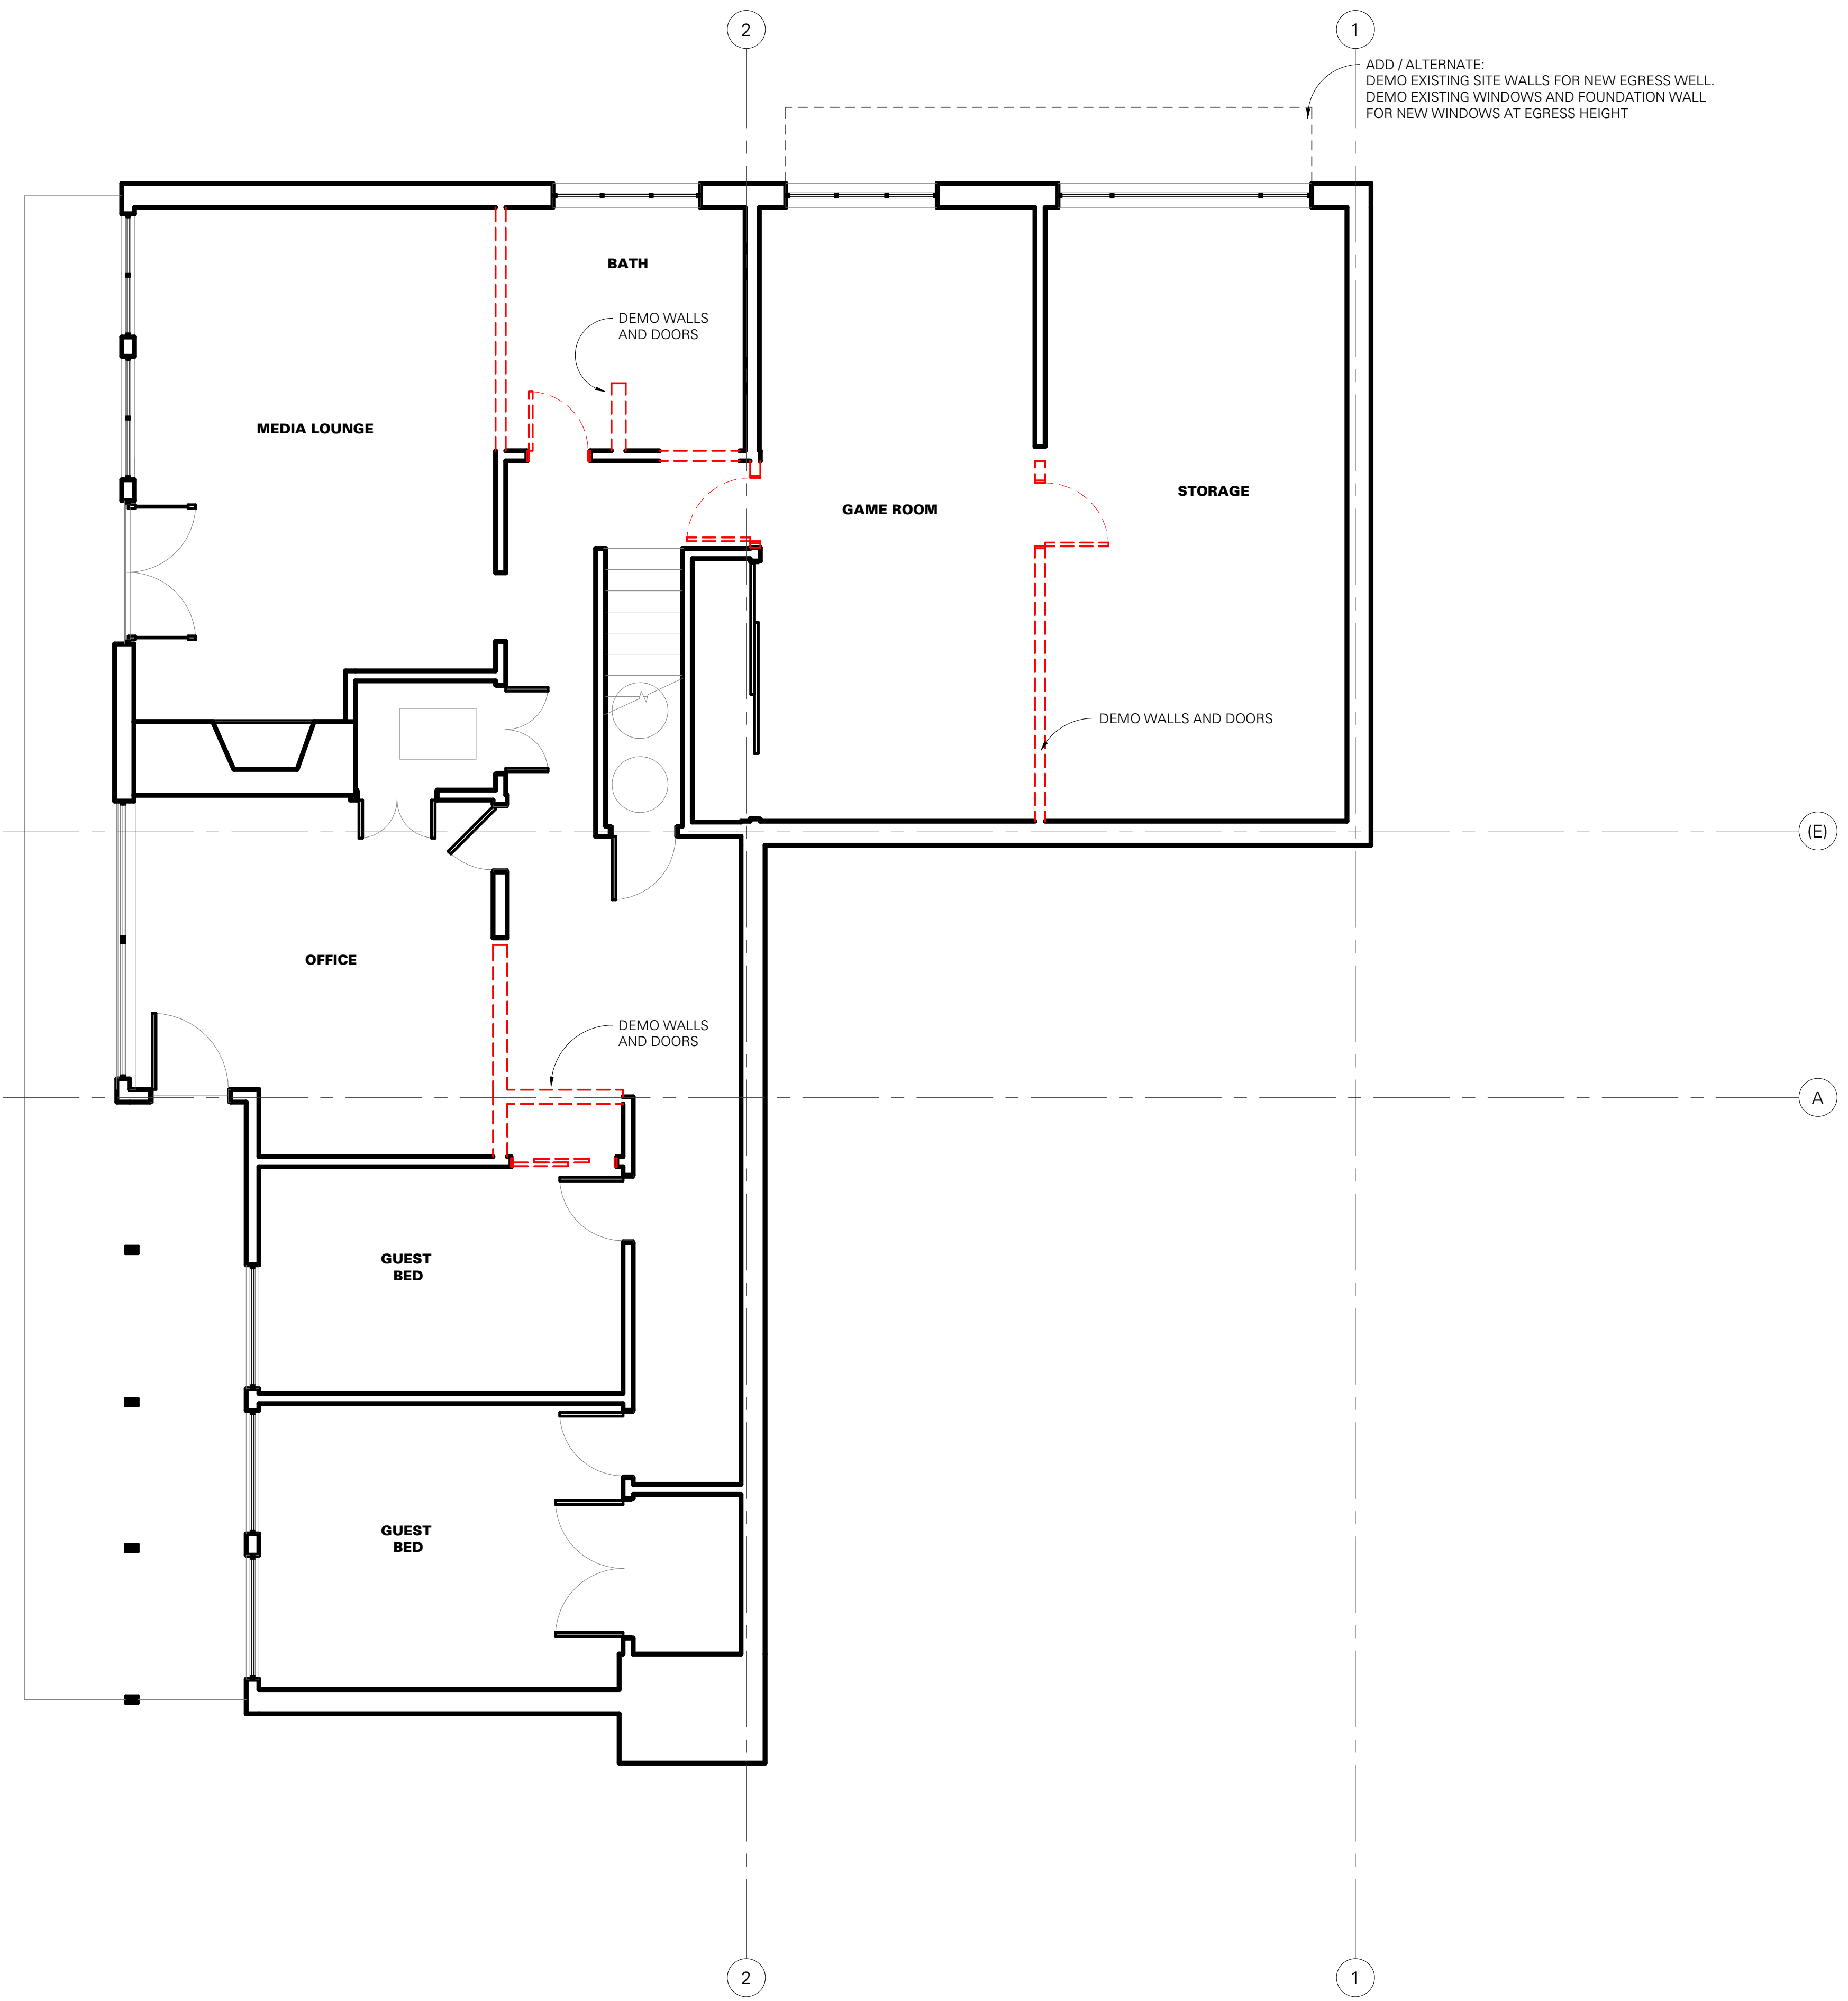 2
1
ADD / ALTERNATE:
DEMO EXISTING SITE WALLS FOR NEW EGRESS WELL.
DEMO EXISTING WINDOWS AND FOUNDATION WALL
FOR NEW WINDOWS AT EGRESS HEIGHT
BATH
DEMO WALLS
AND DOORS
MEDIA LOUNGE
STORAGE
GAME ROOM
DEMO WALLS AND DOORS
(E)
OFFICE
DEMO WALLS
AND DOORS
A
GUEST
BED
GUEST
BED
2
1